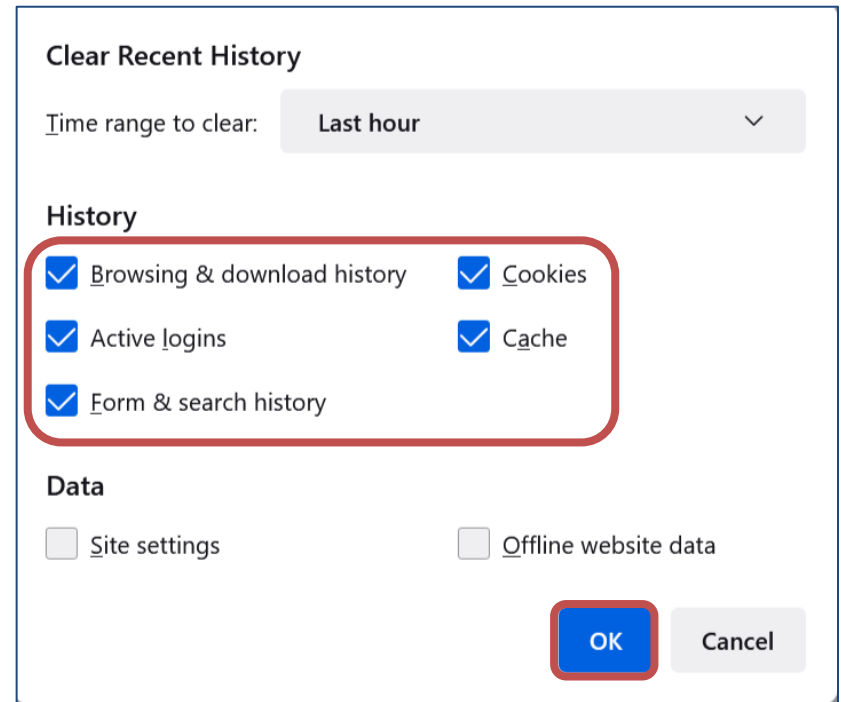 Clear Recent History
Time range to clear: Last hour
History
Browsing & download history Cookies
Active logins Cache
Form & search history
Data
Site settings Offline website data
OK Cancel